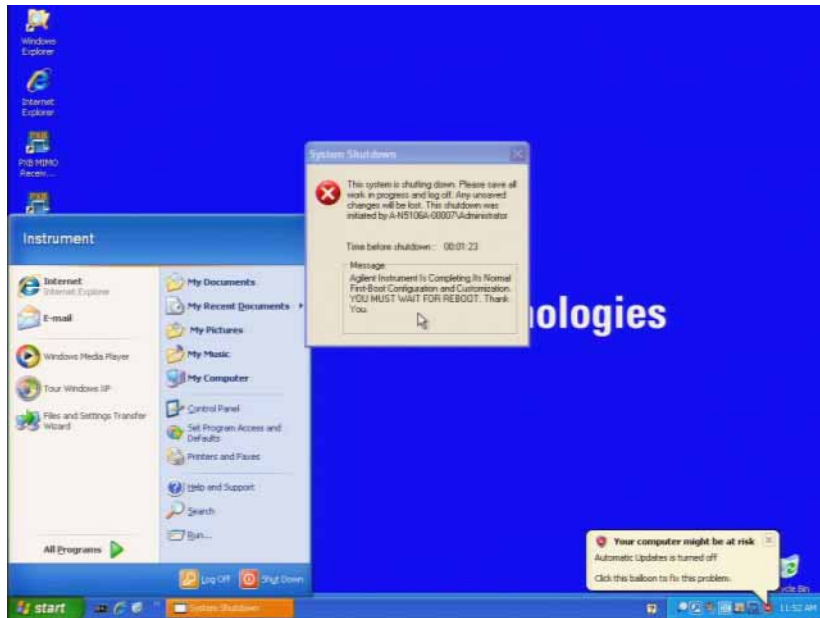 Windows
Explorer
Internet
Explorer
PXB MIMO
Receiv...
System Shutdown
This system is shutting down. Please save all
work in progress and log off. Any unsaved
changes will be lost. This shutdown was
initiated by A-N5106A-00007\Administrator
Time before shutdown : 00:01:23
Message
Agilent Instrument Is Completing Its Normal
First-Boot Configuration and Customization.
YOU MUST WAIT FOR REBOOT. Thank
You.
nologies
Instrument
Internet
Internet Explorer
E-mail
Windows Media Player
Tour Windows XP
Files and Settings Transfer
Wizard
All Programs
My Documents
My Recent Documents
My Pictures
My Music
My Computer
Control Panel
Set Program Access and
Defaults
Printers and Faxes
Help and Support
Search
Run...
Log Off
Shut Down
Your computer might be at risk
Automatic Updates is turned off
Click this balloon to fix this problem.
cycle Bin
start
System Shutdown
11:52 AM